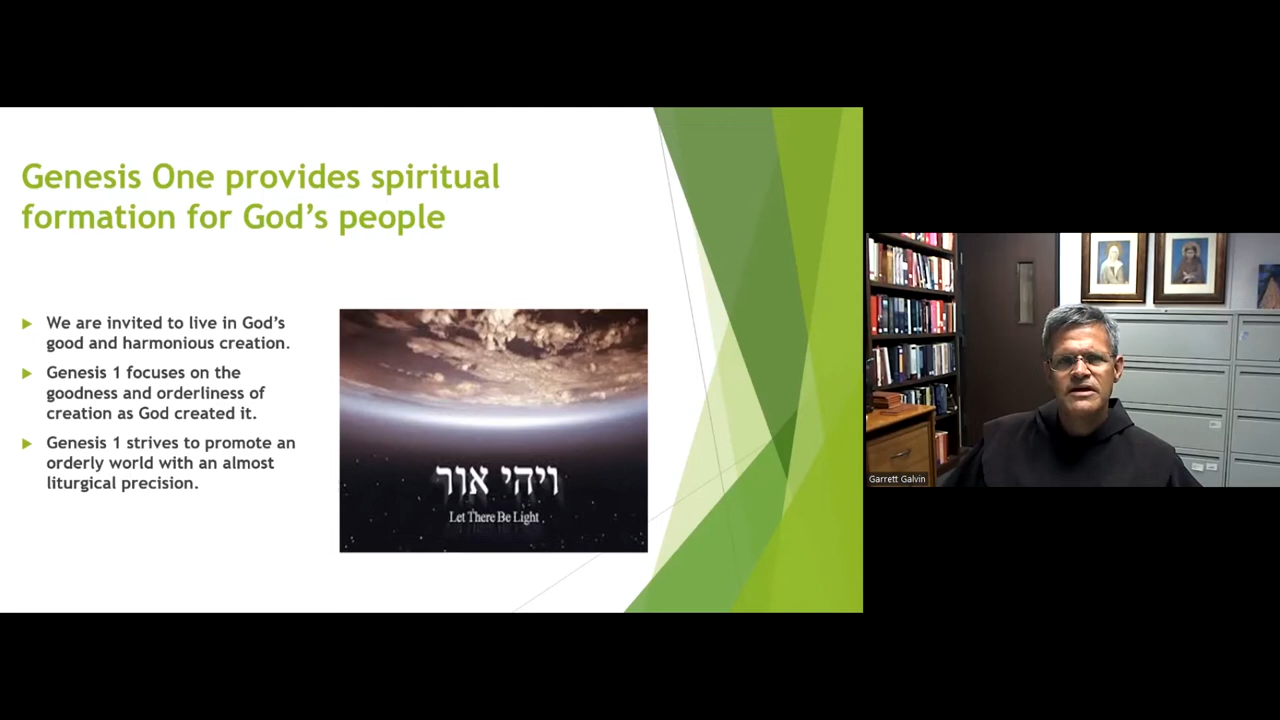 Genesis One provides spiritual
formation for God's people
We are invited to live in God's
good and harmonious creation.
Genesis 1 focuses on the
goodness and orderliness of
creation as God created it.
Genesis 1 strives to promote an
orderly world with an almost
liturgical precision.
ויהי אור
Let There Be Light
Garrett Galvin